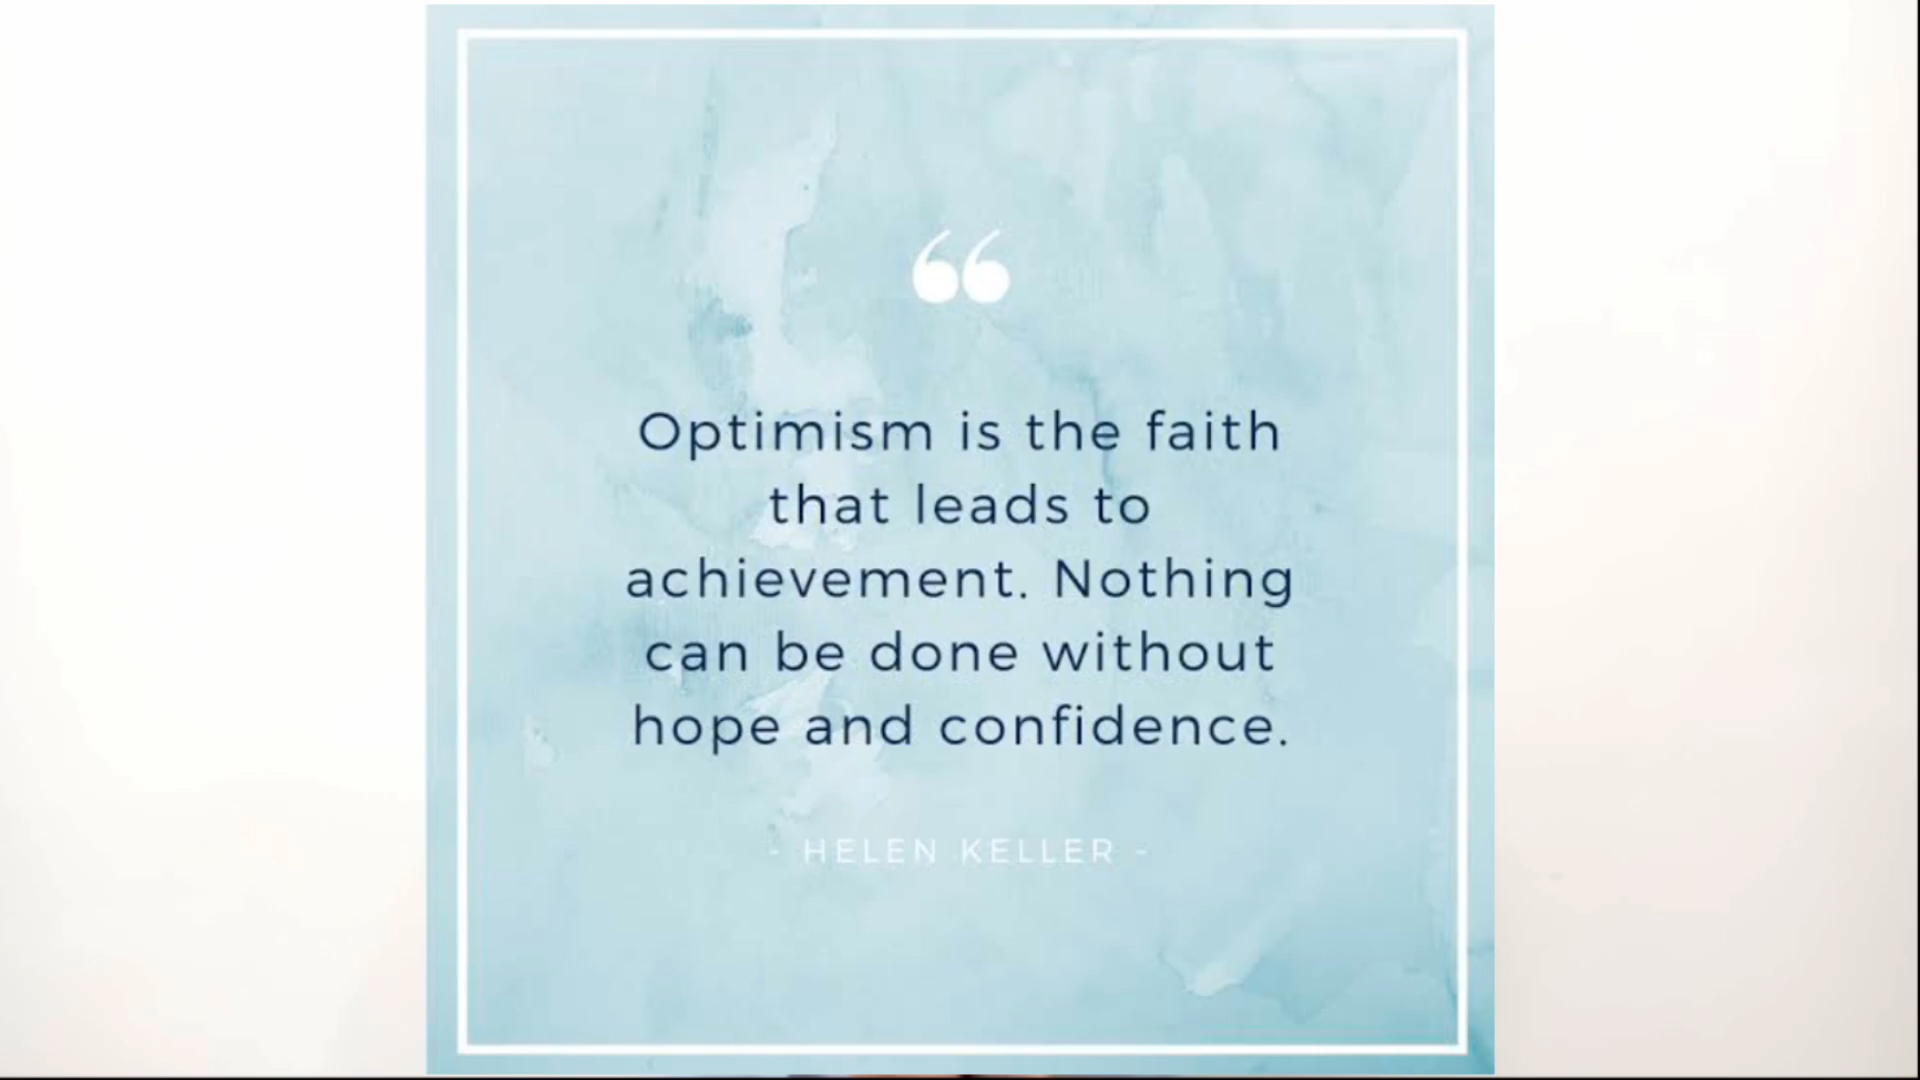 “
Optimism is the faith
that leads to
achievement. Nothing
can be done without
hope and confidence.
- HELEN KELLER -